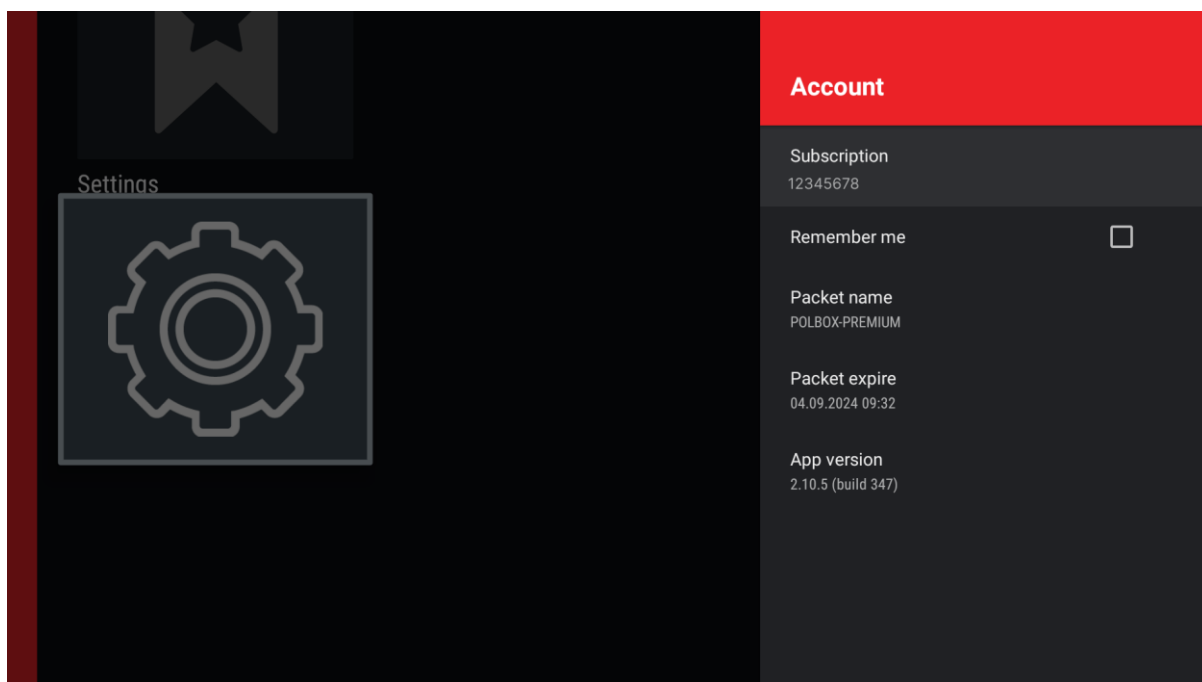 Settings
Account
Subscription
12345678
Remember me
Packet name
POLBOX-PREMIUM
Packet expire
04.09.2024 09:32
App version
2.10.5 (build 347)